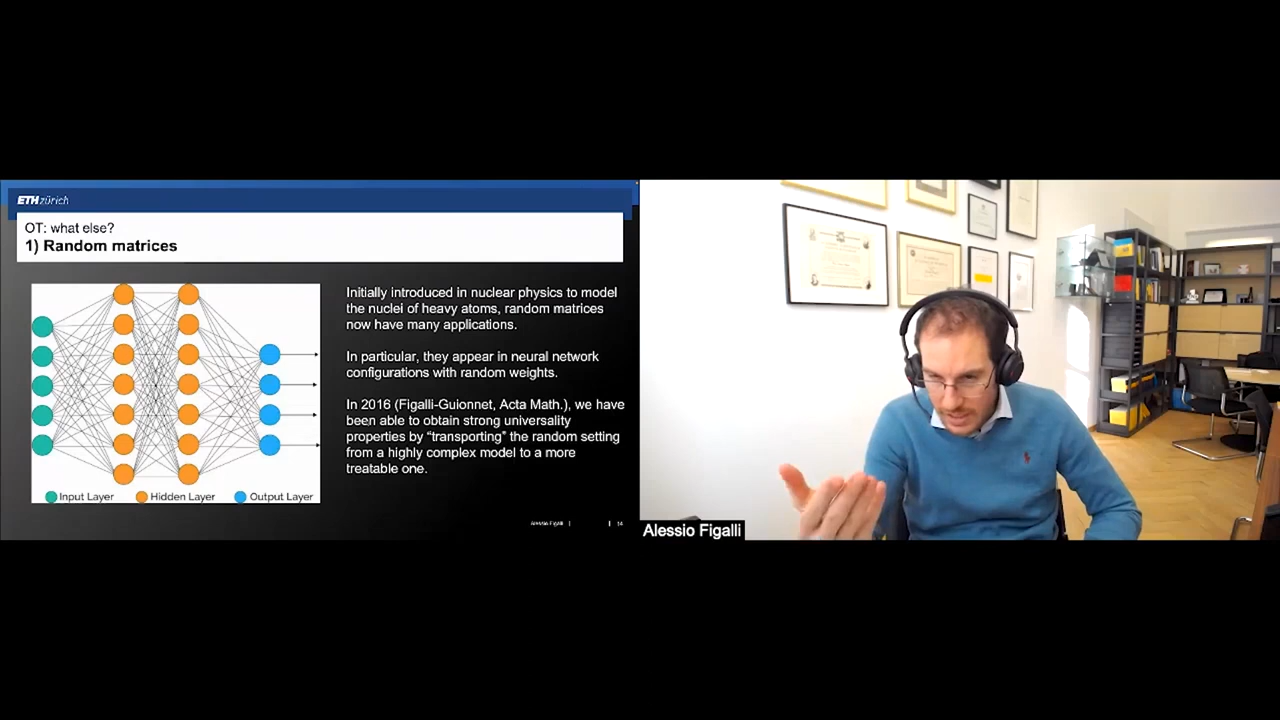 ETHzürich
OT: what else?
1) Random matrices
Initially introduced in nuclear physics to model
the nuclei of heavy atoms, random matrices
now have many applications.
In particular, they appear in neural network
configurations with random weights.
In 2016 (Figalli-Guionnet, Acta Math.), we have
been able to obtain strong universality
properties by “transporting” the random setting
from a highly complex model to a more
treatable one.
Input Layer
Hidden Layer
Output Layer
Alessio Figalli
Alessio Figalli